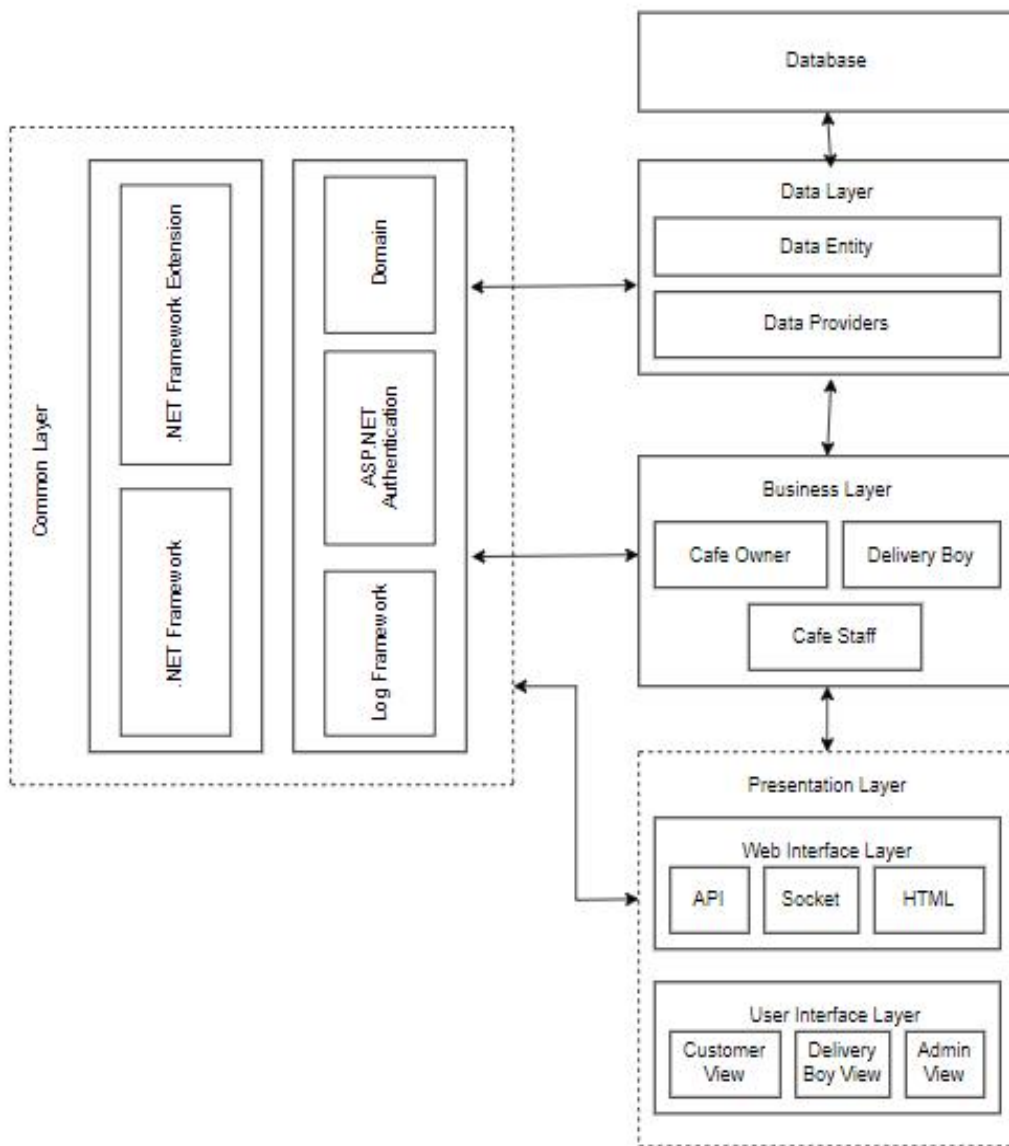 Database
Data Layer
Data Entity
Data Providers
Common Layer
.NET Framework Extension
.NET Framework
Domain
ASP.NET
Authentication
Log Framework
Business Layer
Cafe Owner
Delivery Boy
Cafe Staff
Presentation Layer
Web Interface Layer
API
Socket
HTML
User Interface Layer
Customer
View
Delivery
Boy View
Admin
View